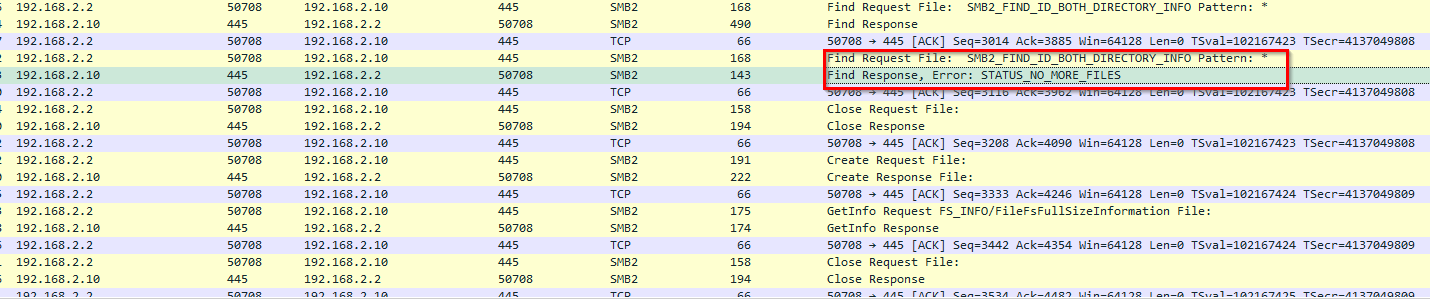 192.168.2.2 50708 192.168.2.10 445 SMB2 168 Find Request File: SMB2_FIND_ID_BOTH_DIRECTORY_INFO Pattern: *
192.168.2.10 445 192.168.2.2 50708 SMB2 490 Find Response
192.168.2.2 50708 192.168.2.10 445 TCP 66 50708 → 445 [ACK] Seq=3014 Ack=3885 Win=64128 Len=0 TSval=102167423 TSecr=4137049808
192.168.2.2 50708 192.168.2.10 445 SMB2 168 Find Request File: SMB2_FIND_ID_BOTH_DIRECTORY_INFO Pattern: *
192.168.2.10 445 192.168.2.2 50708 SMB2 143 Find Response, Error: STATUS_NO_MORE_FILES
192.168.2.2 50708 192.168.2.10 445 TCP 66 50708 → 445 [ACK] Seq=3116 Ack=3962 Win=64128 Len=0 TSval=102167423 TSecr=4137049808
192.168.2.2 50708 192.168.2.10 445 SMB2 158 Close Request File:
192.168.2.10 445 192.168.2.2 50708 SMB2 194 Close Response
192.168.2.2 50708 192.168.2.10 445 TCP 66 50708 → 445 [ACK] Seq=3208 Ack=4090 Win=64128 Len=0 TSval=102167423 TSecr=4137049808
192.168.2.2 50708 192.168.2.10 445 SMB2 191 Create Request File:
192.168.2.10 445 192.168.2.2 50708 SMB2 222 Create Response File:
192.168.2.2 50708 192.168.2.10 445 TCP 66 50708 → 445 [ACK] Seq=3333 Ack=4246 Win=64128 Len=0 TSval=102167424 TSecr=4137049809
192.168.2.2 50708 192.168.2.10 445 SMB2 175 GetInfo Request FS_INFO/FileFsFullSizeInformation File:
192.168.2.10 445 192.168.2.2 50708 SMB2 174 GetInfo Response
192.168.2.2 50708 192.168.2.10 445 TCP 66 50708 → 445 [ACK] Seq=3442 Ack=4354 Win=64128 Len=0 TSval=102167424 TSecr=4137049809
192.168.2.2 50708 192.168.2.10 445 SMB2 158 Close Request File:
192.168.2.10 445 192.168.2.2 50708 SMB2 194 Close Response
192.168.2.2 50708 192.168.2.10 445 TCP 66 50708 → 445 [ACK] Seq=3534 Ack=4482 Win=64128 Len=0 TSval=102167425 TSecr=4137049809